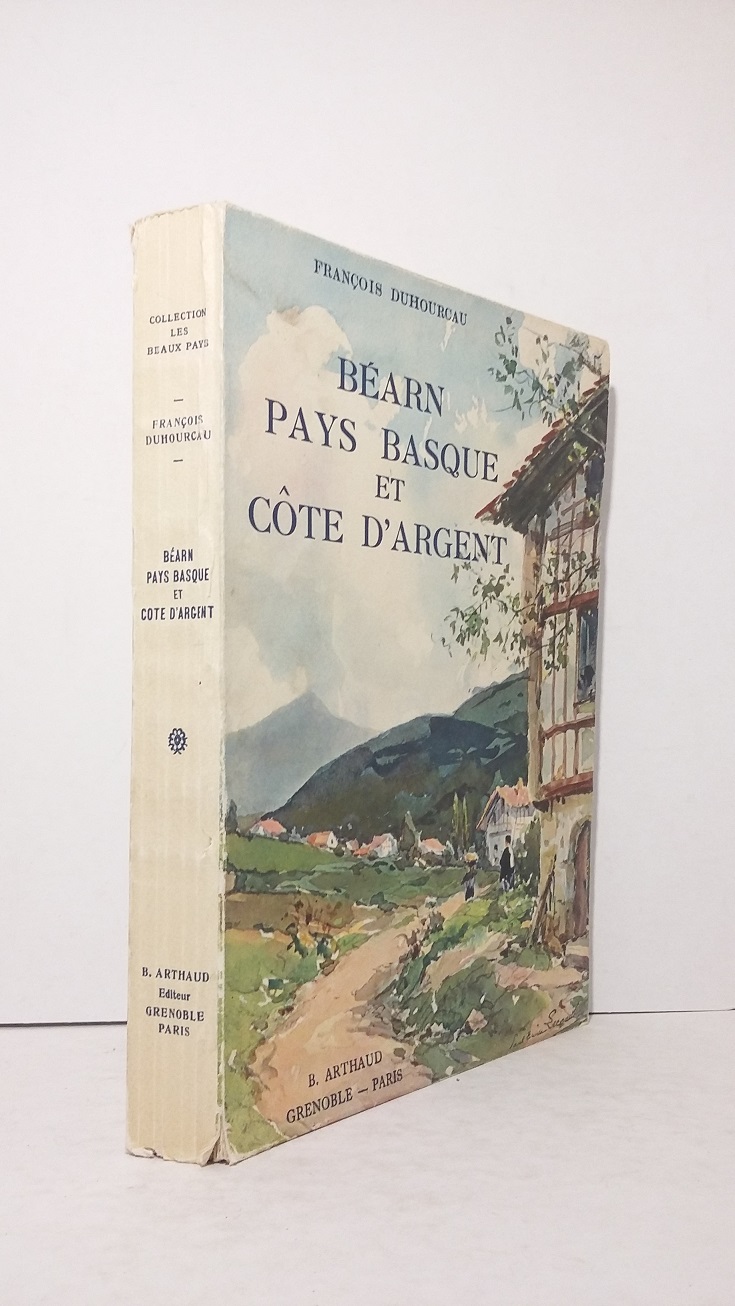 COLLECTION
LES
BEAUX PAYS
FRANÇOIS
DUHOURCAU
BÉARN
PAYS BASQUE
ET
COTE D'ARGENT
B. ARTHAUD
Editeur
GRENOBLE
PARIS
FRANÇOIS DUHOURCAU
BÉARN
PAYS BASQUE
ET
CÔTE D'ARGENT
B. ARTHAUD
GRENOBLE — PARIS